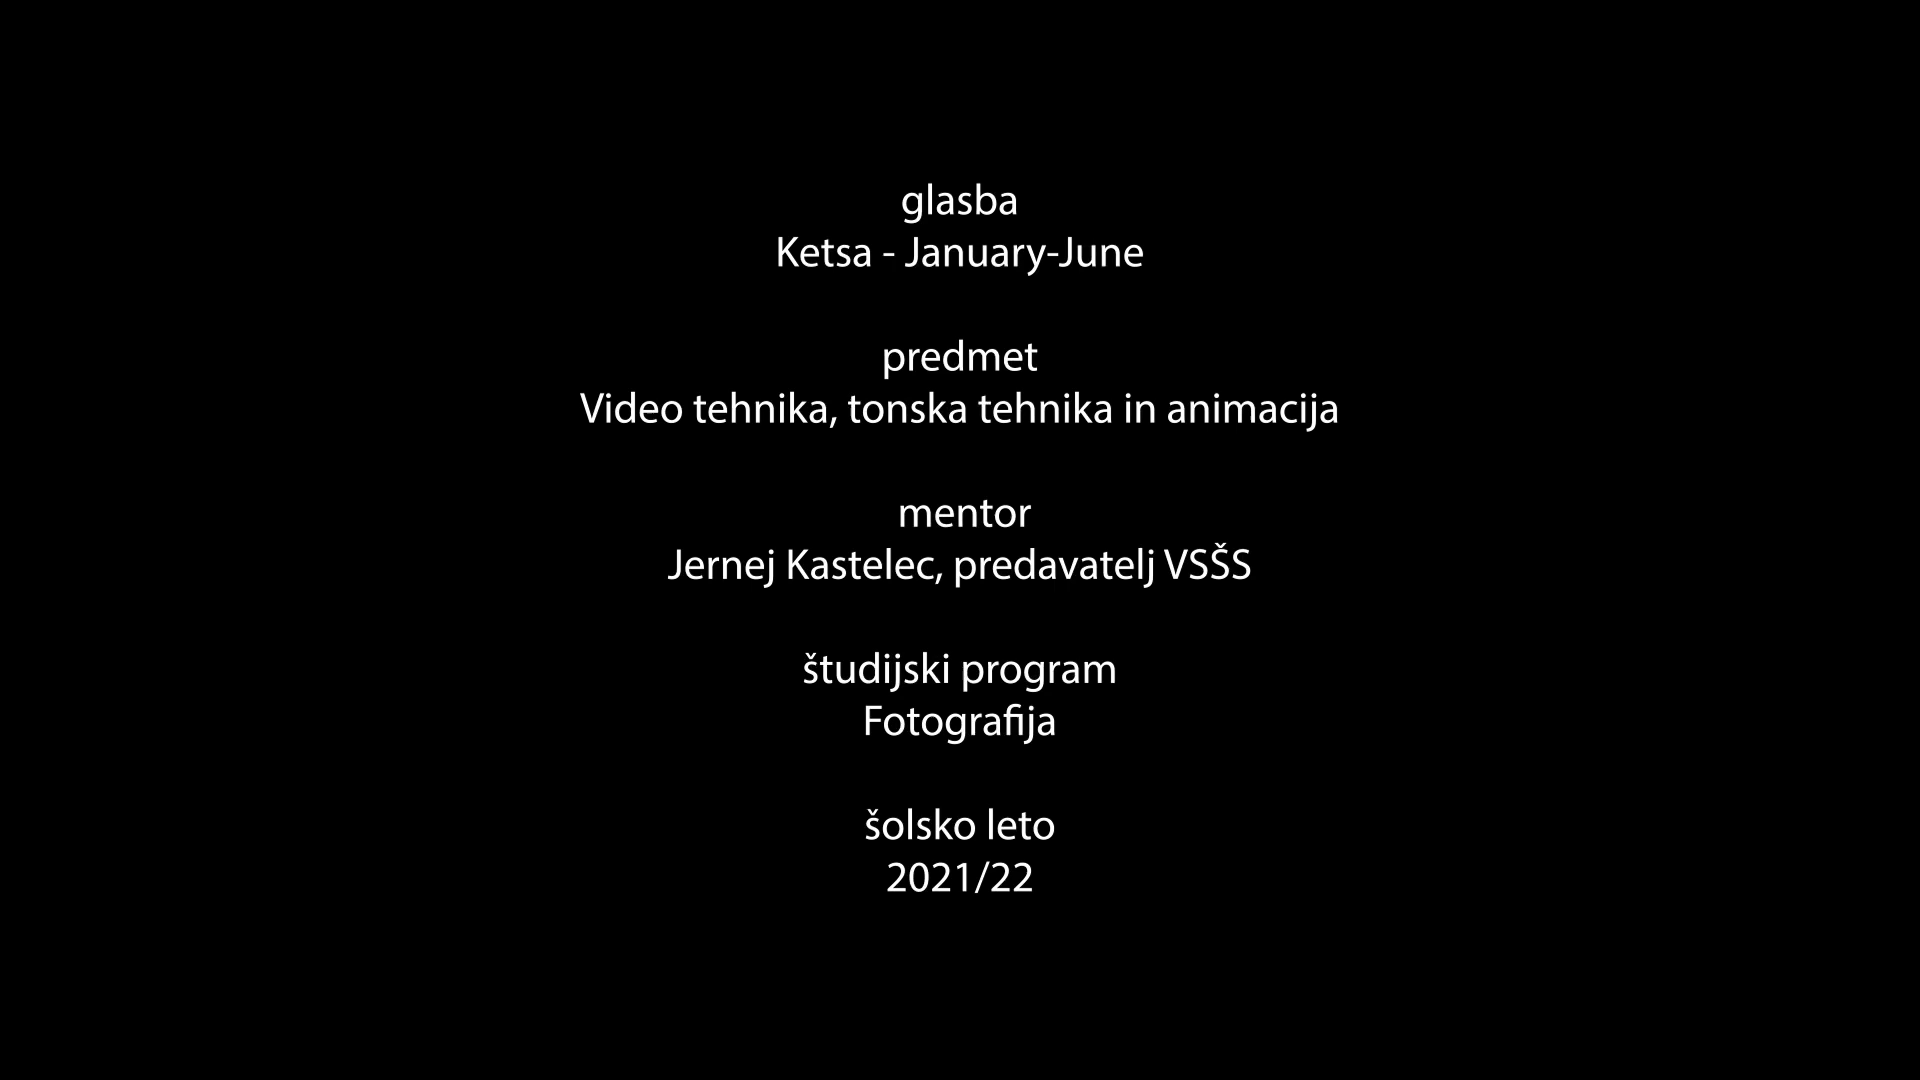 glasba
Ketsa - January-June
predmet
Video tehnika, tonska tehnika in animacija
mentor
Jernej Kastelec, predavatelj VSŠS
študijski program
Fotografija
šolsko leto
2021/22